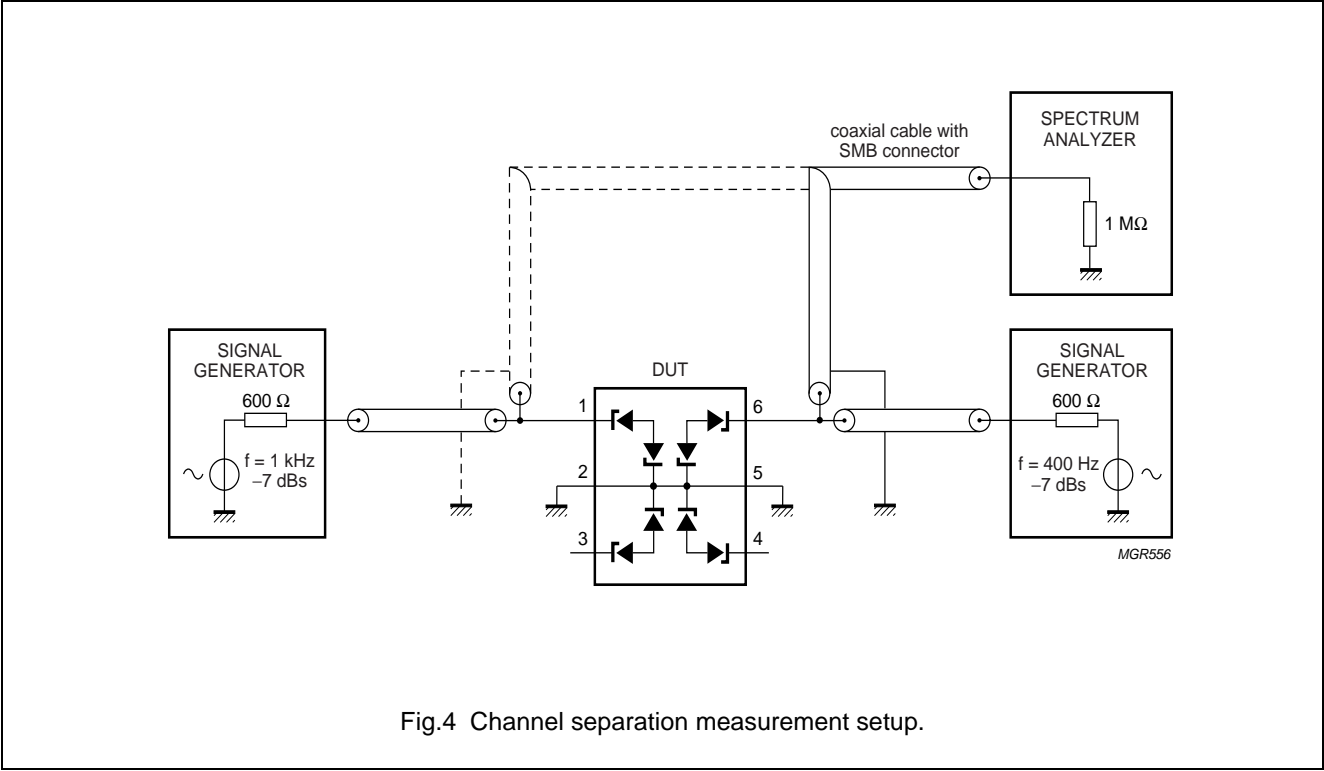 SPECTRUM
ANALYZER
coaxial cable with
SMB connector
1 MΩ
SIGNAL
GENERATOR
600 Ω
f = 1 kHz
−7 dBs
DUT
1
2
3
6
5
4
SIGNAL
GENERATOR
600 Ω
f = 400 Hz
−7 dBs
MGR556
Fig.4 Channel separation measurement setup.